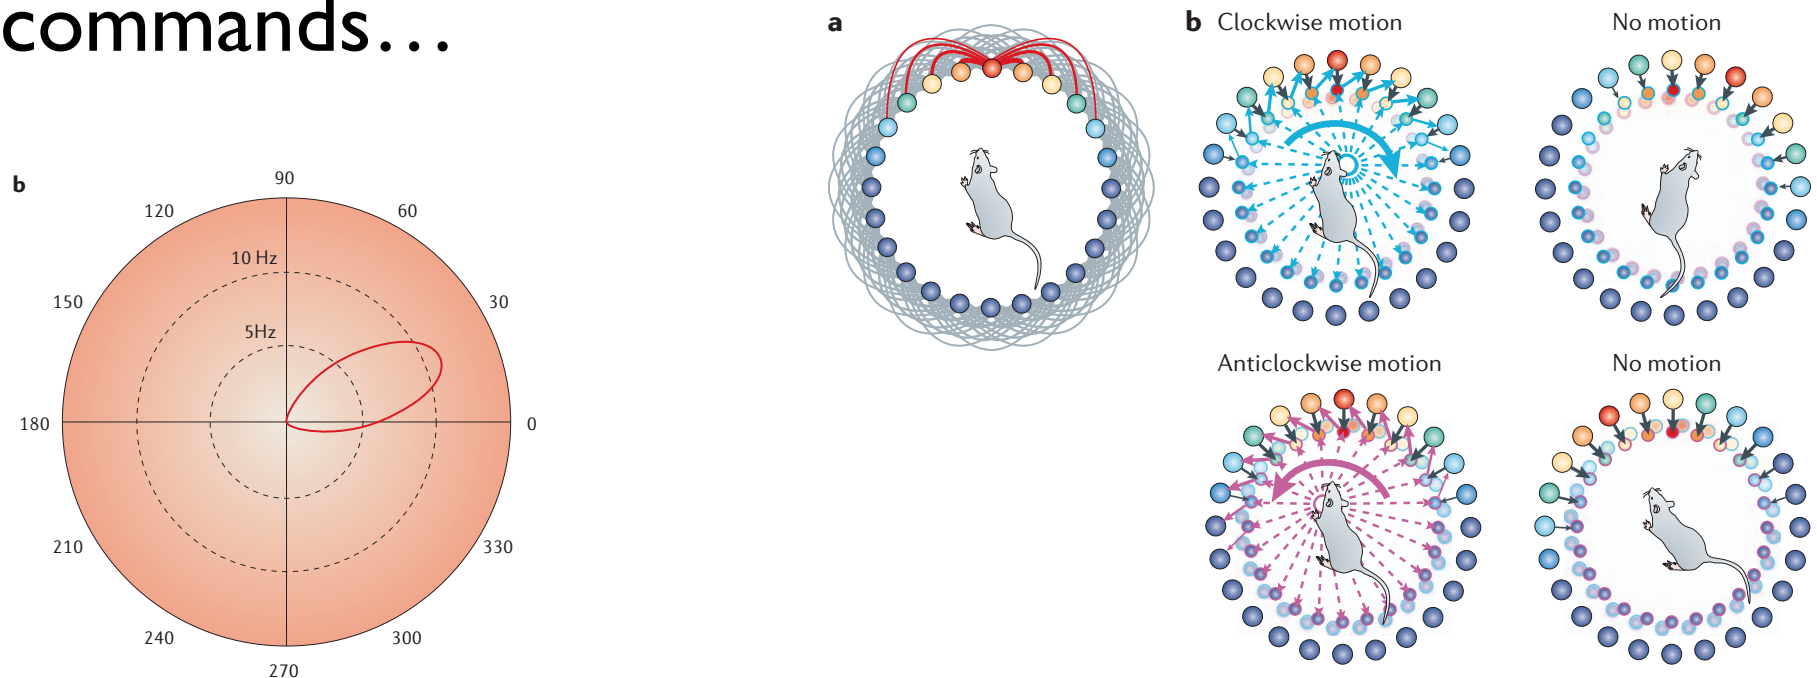 commands…
b
90
120
60
10 Hz
150
30
5Hz
180
0
210
330
240
300
270
a
b
Clockwise motion
No motion
Anticlockwise motion
No motion